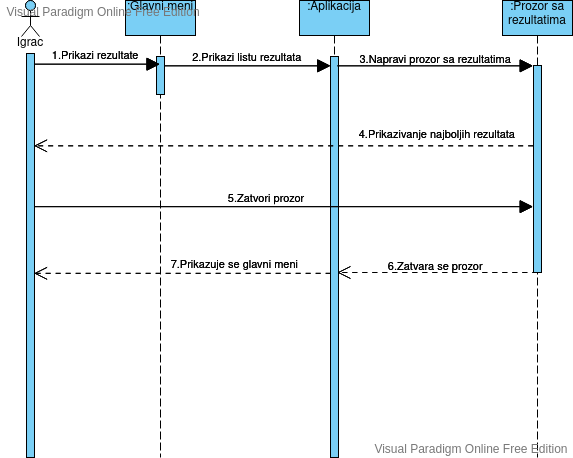 Visual Paradigm Online Free Edition
:Glavni meni
:Aplikacija
:Prozor sa
rezultatima
Igrac
1.Prikazi rezultate
2.Prikazi listu rezultata
3.Napravi prozor sa rezultatima
4.Prikazivanje najboljih rezultata
5.Zatvori prozor
6.Zatvara se prozor
7.Prikazuje se glavni meni
Visual Paradigm Online Free Edition